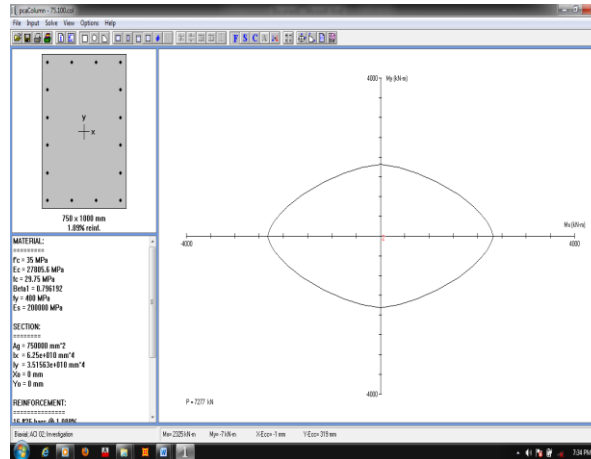 pcaColumn - 75.100.col
File Input Solve View Options Help
F S C
y
x
750 x 1000 mm
1.09% reinf.
MATERIAL:
=========
f'c = 35 MPa
Ec = 27805.6 MPa
fc = 29.75 MPa
Beta1 = 0.796192
fy = 400 MPa
Es = 200000 MPa
SECTION:
========
Ag = 750000 mm^2
Ix = 6.25e+010 mm^4
Iy = 3.51563e+010 mm^4
Xo = 0 mm
Yo = 0 mm
REINFORCEMENT:
==============
4000
My (kN-m)
Mx (kN-m)
-4000
4000
-4000
P = 7277 kN
Biaxial; ACI 02; Investigation
Mx= 2325 kN-m My= -7 kN-m X-Ecc= -1 mm Y-Ecc= 319 mm
7:34 PM